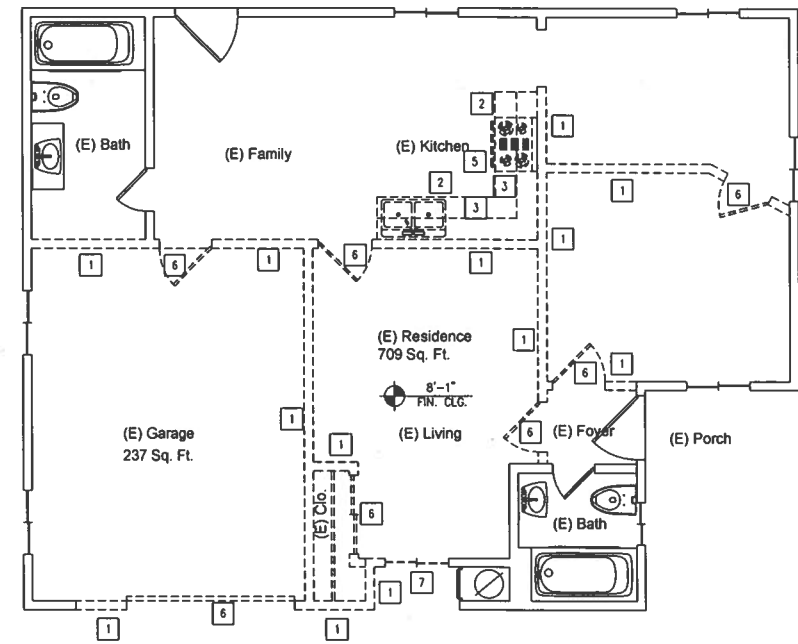 2
(E) Bath
(E) Family
(E) Kitchen
1
5
2
3
3
1
6
1
6
1
6
1
1
(E) Residence
709 Sq. Ft.
1
8'-1"
FIN. CLG.
6
1
(E) Garage
237 Sq. Ft.
1
1
(E) Living
6
(E) Foyer
(E) Porch
(E) Clo.
6
(E) Bath
7
1
6
1
1